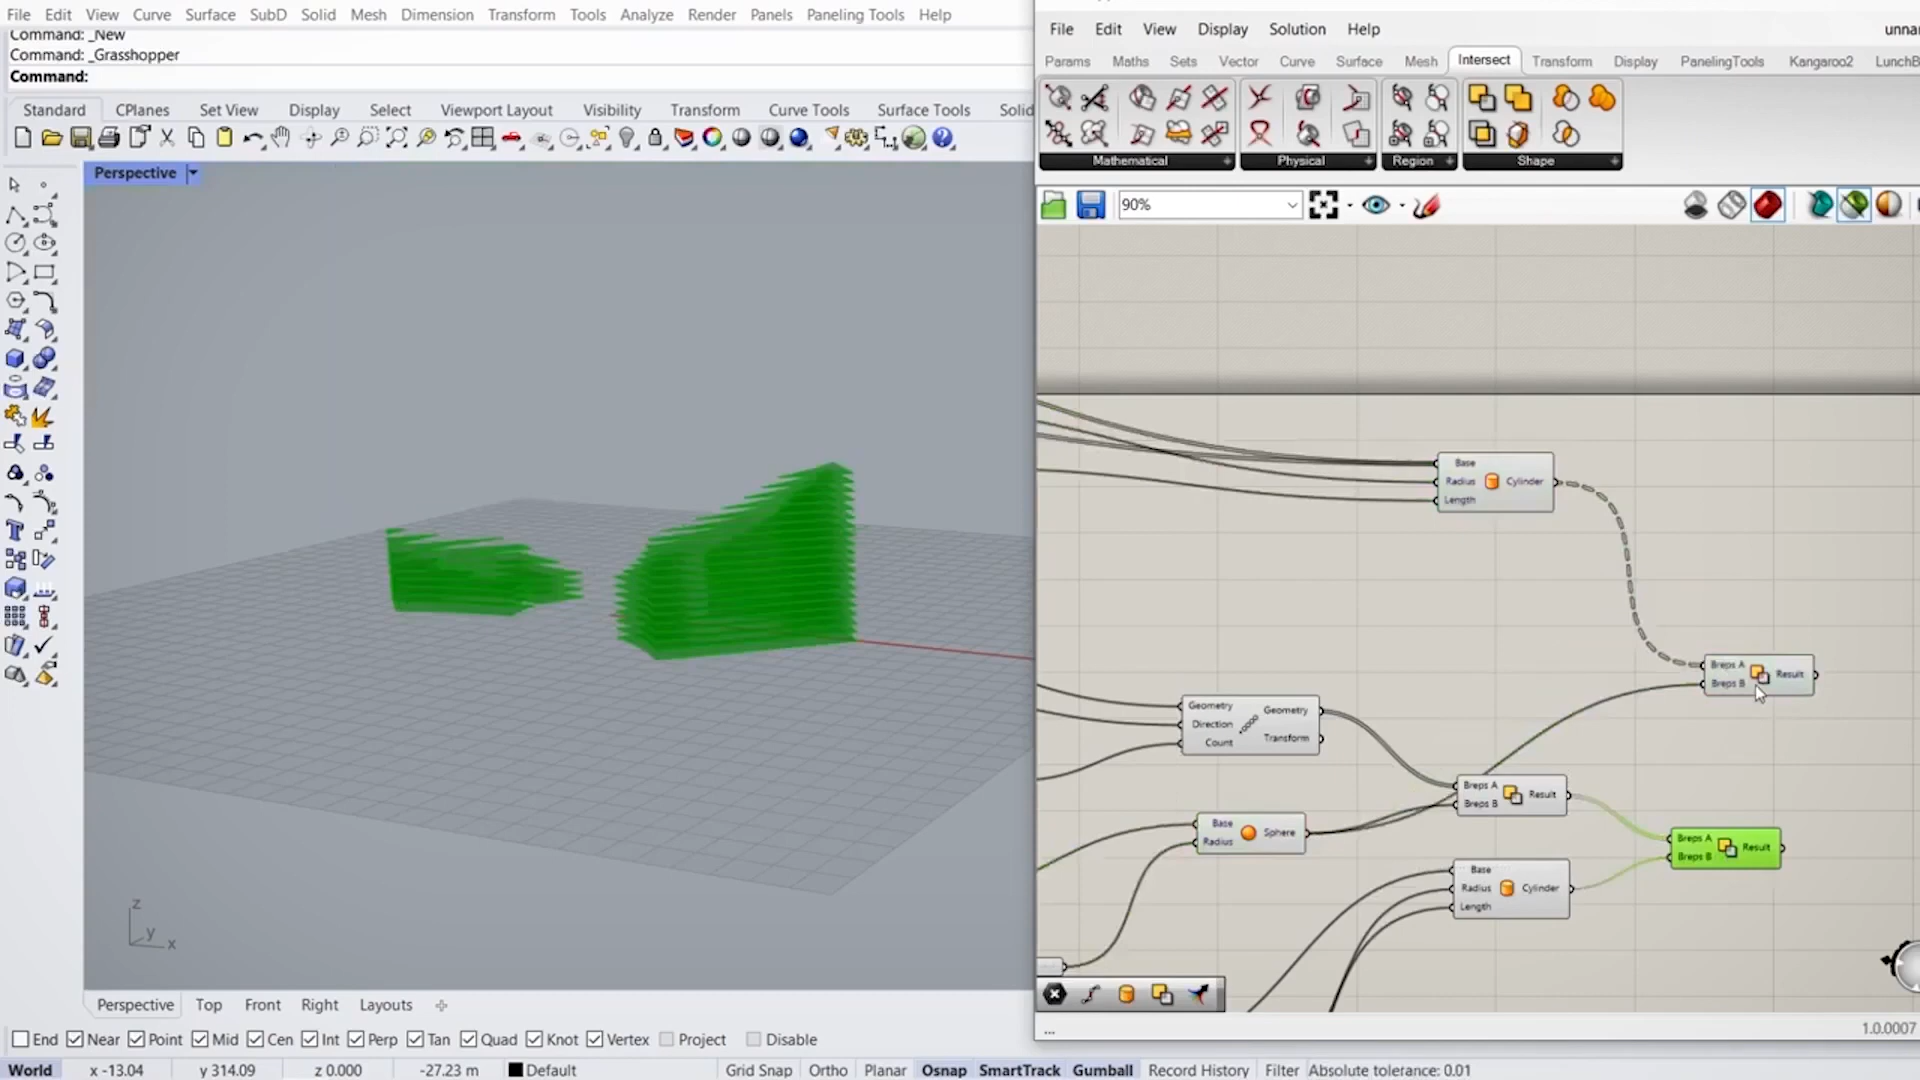 File Edit View Curve Surface SubD Solid Mesh Dimension Transform Tools Analyze Render Panels Paneling Tools Help
Command: _New
Command: _Grasshopper
Command:
Standard CPlanes Set View Display Select Viewport Layout Visibility Transform Curve Tools Surface Tools Solid
Perspective
z
y
x
Perspective Top Front Right Layouts
End Near Point Mid Cen Int Perp Tan Quad Knot Vertex Project Disable
World x -13.04 y 314.09 z 0.000 -27.23 m Default Grid Snap Ortho Planar Osnap SmartTrack Gumball Record History Filter Absolute tolerance: 0.01
File Edit View Display Solution Help
Params Maths Sets Vector Curve Surface Mesh Intersect Transform Display PanelingTools Kangaroo2
Mathematical Physical Region Shape
90%
Base
Radius Cylinder
Length
Breps A
Breps B
Result
Geometry
Direction
Count
Geometry
Transform
Breps A
Breps B
Result
Base
Radius
Sphere
Breps A
Breps B
Result
Base
Radius Cylinder
Length
...
1.0.0007